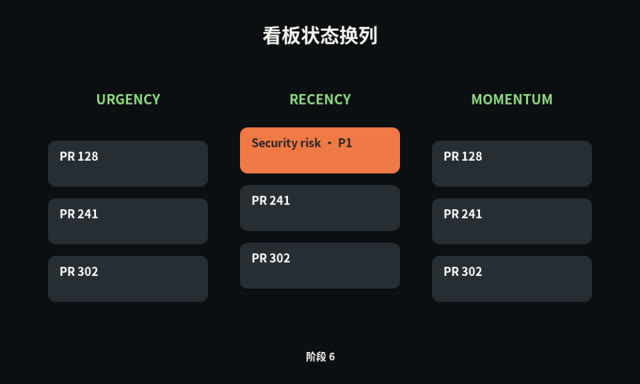 看板状态换列
URGENCY
PR 128
PR 241
PR 302
RECENCY
Security risk · P1
PR 241
PR 302
MOMENTUM
PR 128
PR 241
PR 302
阶段 6